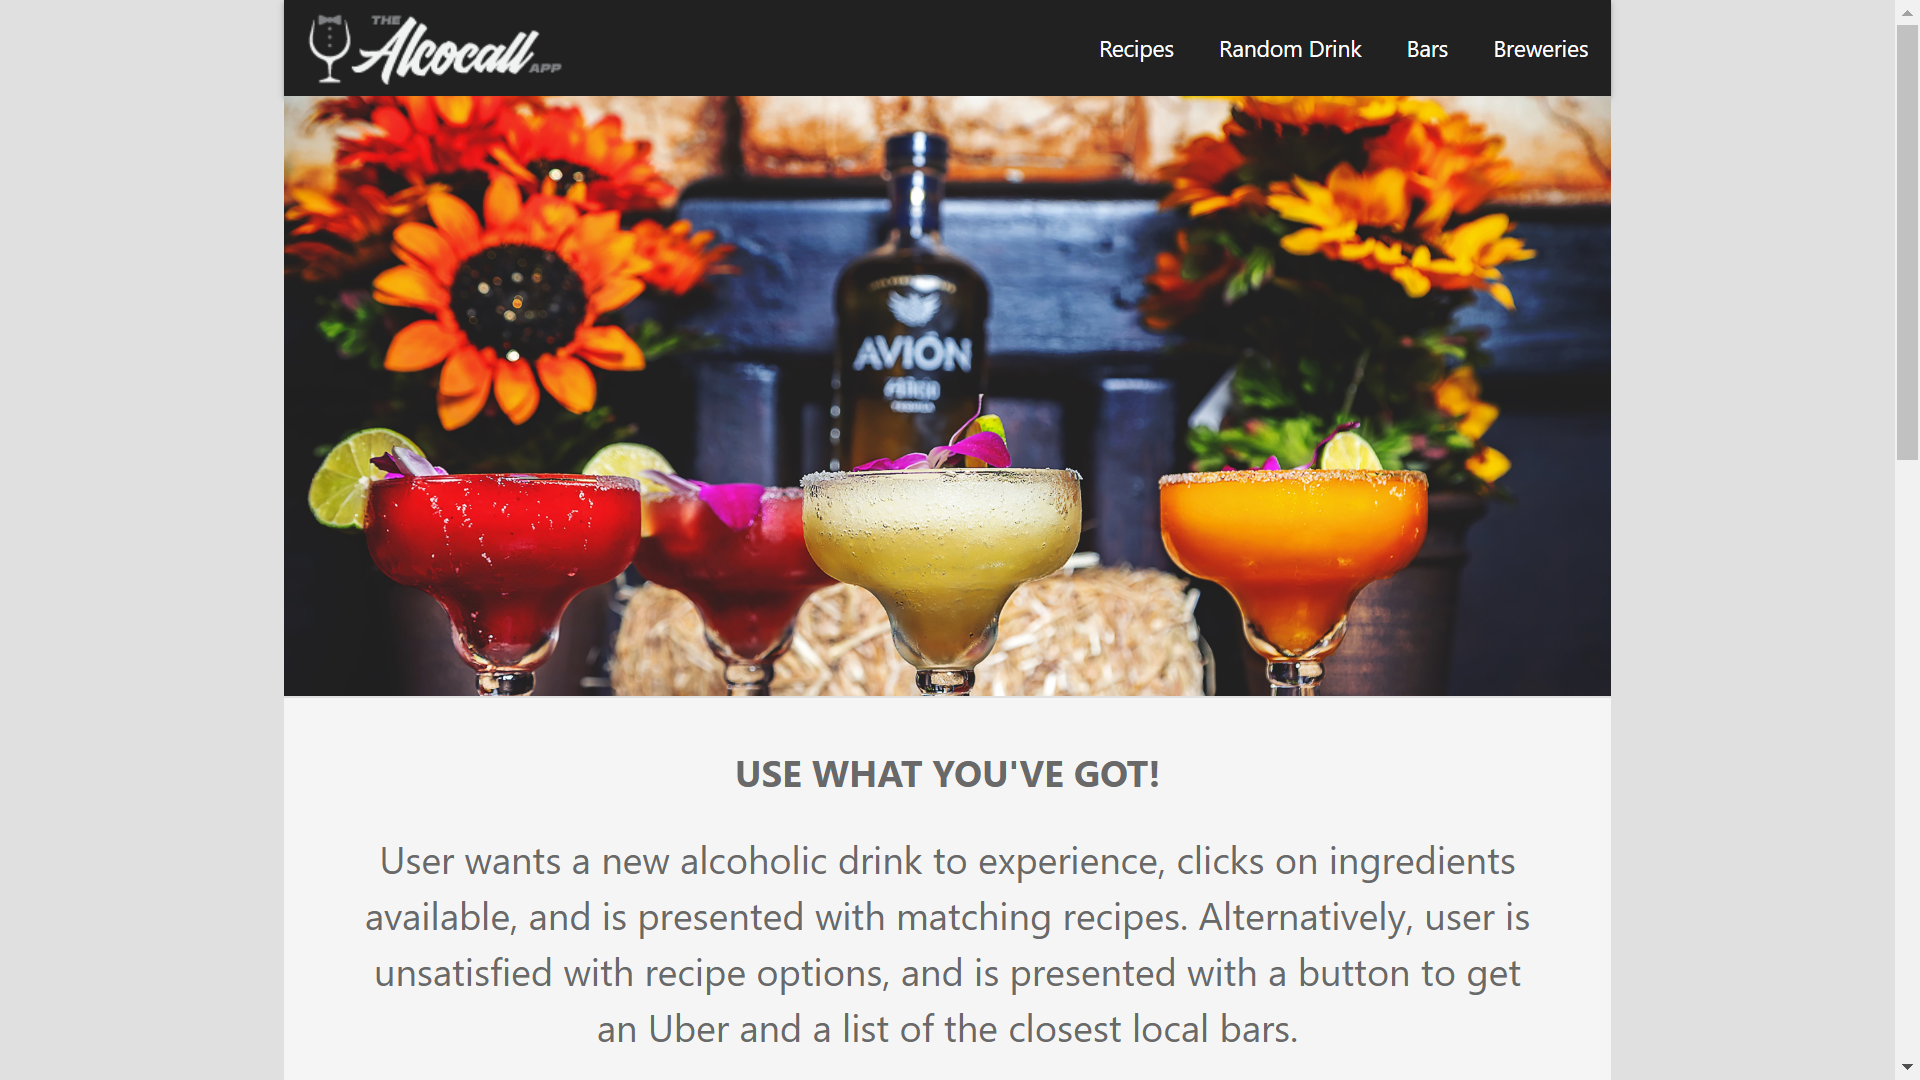 THE
Alcocall
APP
Recipes
Random Drink
Bars
Breweries
AVIÓN
USE WHAT YOU'VE GOT!
User wants a new alcoholic drink to experience, clicks on ingredients
available, and is presented with matching recipes. Alternatively, user is
unsatisfied with recipe options, and is presented with a button to get
an Uber and a list of the closest local bars.